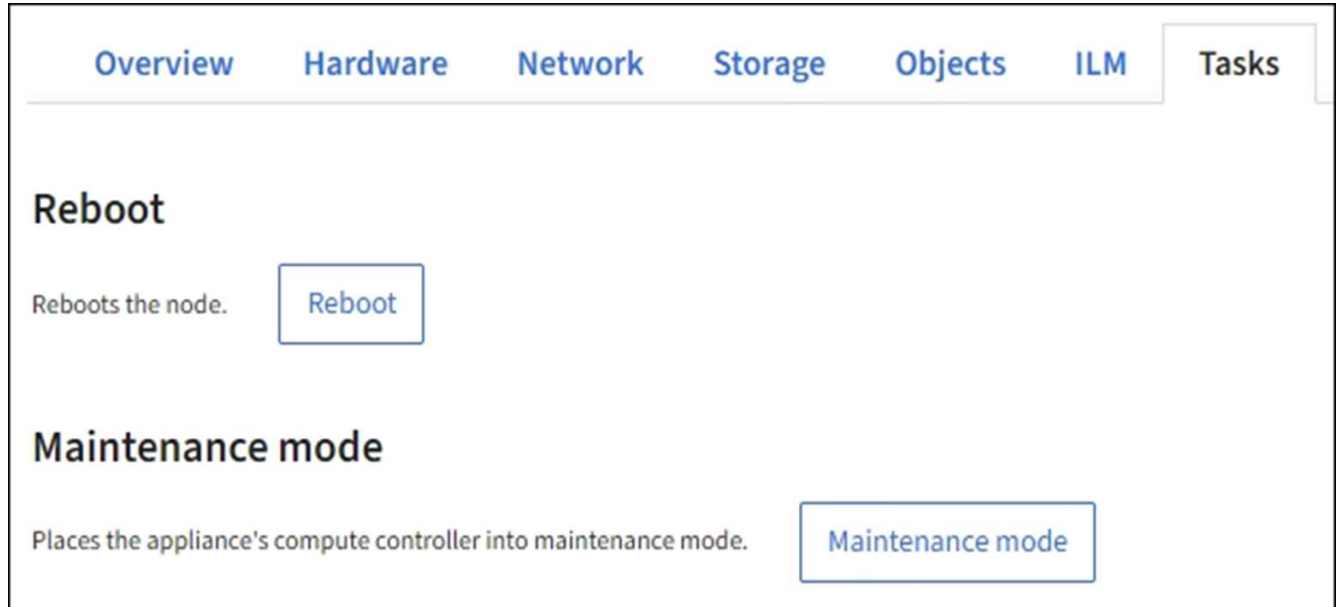 Overview Hardware Network Storage Objects ILM Tasks
Reboot
Reboots the node. Reboot
Maintenance mode
Places the appliance's compute controller into maintenance mode. Maintenance mode